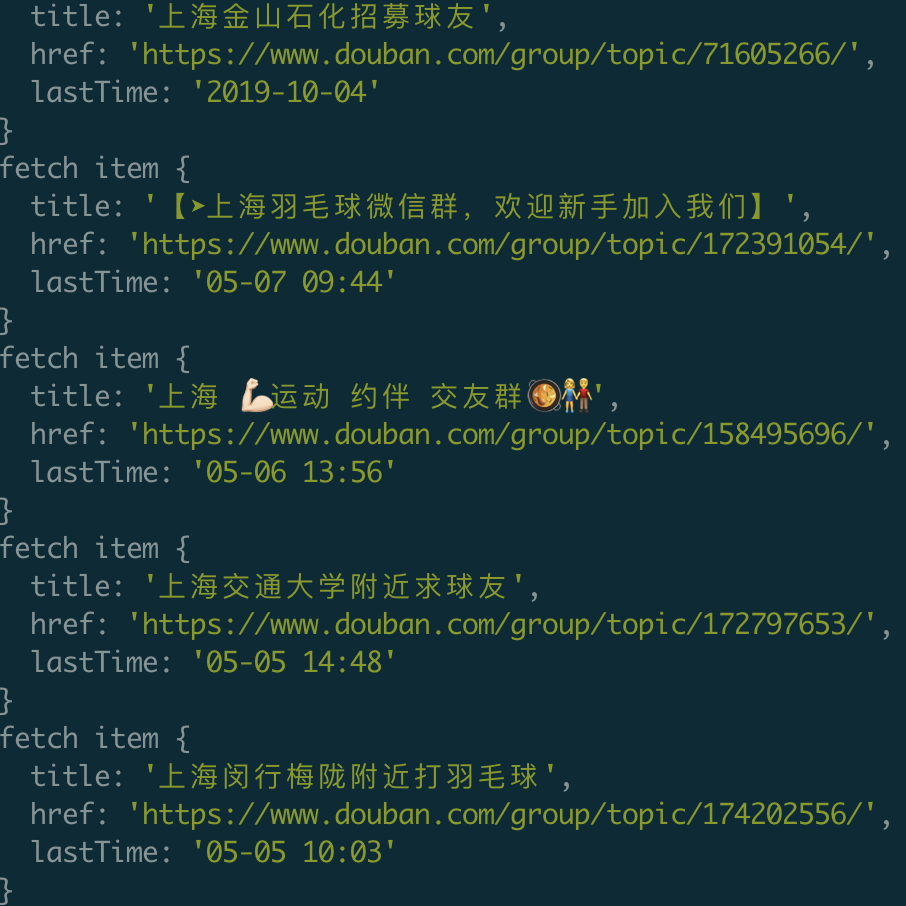 title: '上海金山石化招募球友',
href: 'https://www.douban.com/group/topic/71605266/',
lastTime: '2019-10-04'
}
fetch item {
title: '【➤上海羽毛球微信群，欢迎新手加入我们】',
href: 'https://www.douban.com/group/topic/172391054/',
lastTime: '05-07 09:44'
}
fetch item {
title: '上海 💪🏻运动 约伴 交友群🥘👫',
href: 'https://www.douban.com/group/topic/158495696/',
lastTime: '05-06 13:56'
}
fetch item {
title: '上海交通大学附近求球友',
href: 'https://www.douban.com/group/topic/172797653/',
lastTime: '05-05 14:48'
}
fetch item {
title: '上海闵行梅陇附近打羽毛球',
href: 'https://www.douban.com/group/topic/174202556/',
lastTime: '05-05 10:03'
}